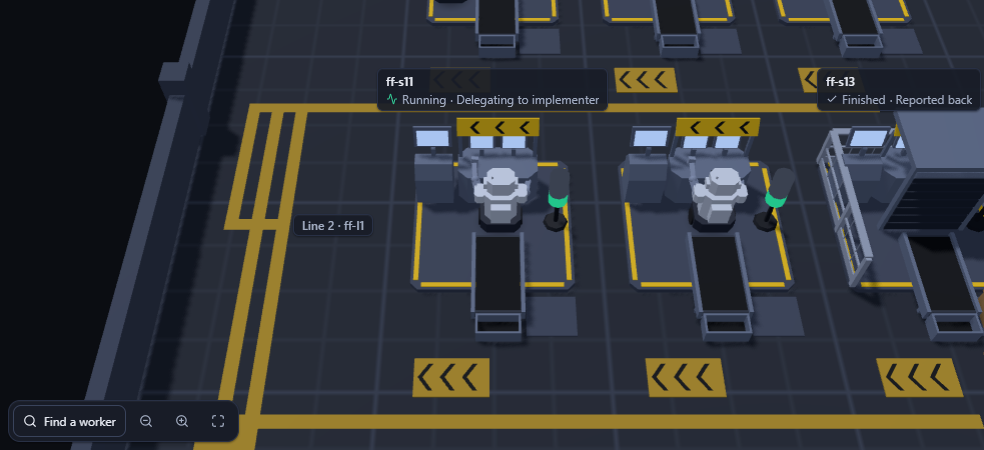 ff-s11
Running · Delegating to implementer
ff-s13
Finished · Reported back
Line 2 · ff-l1
Find a worker